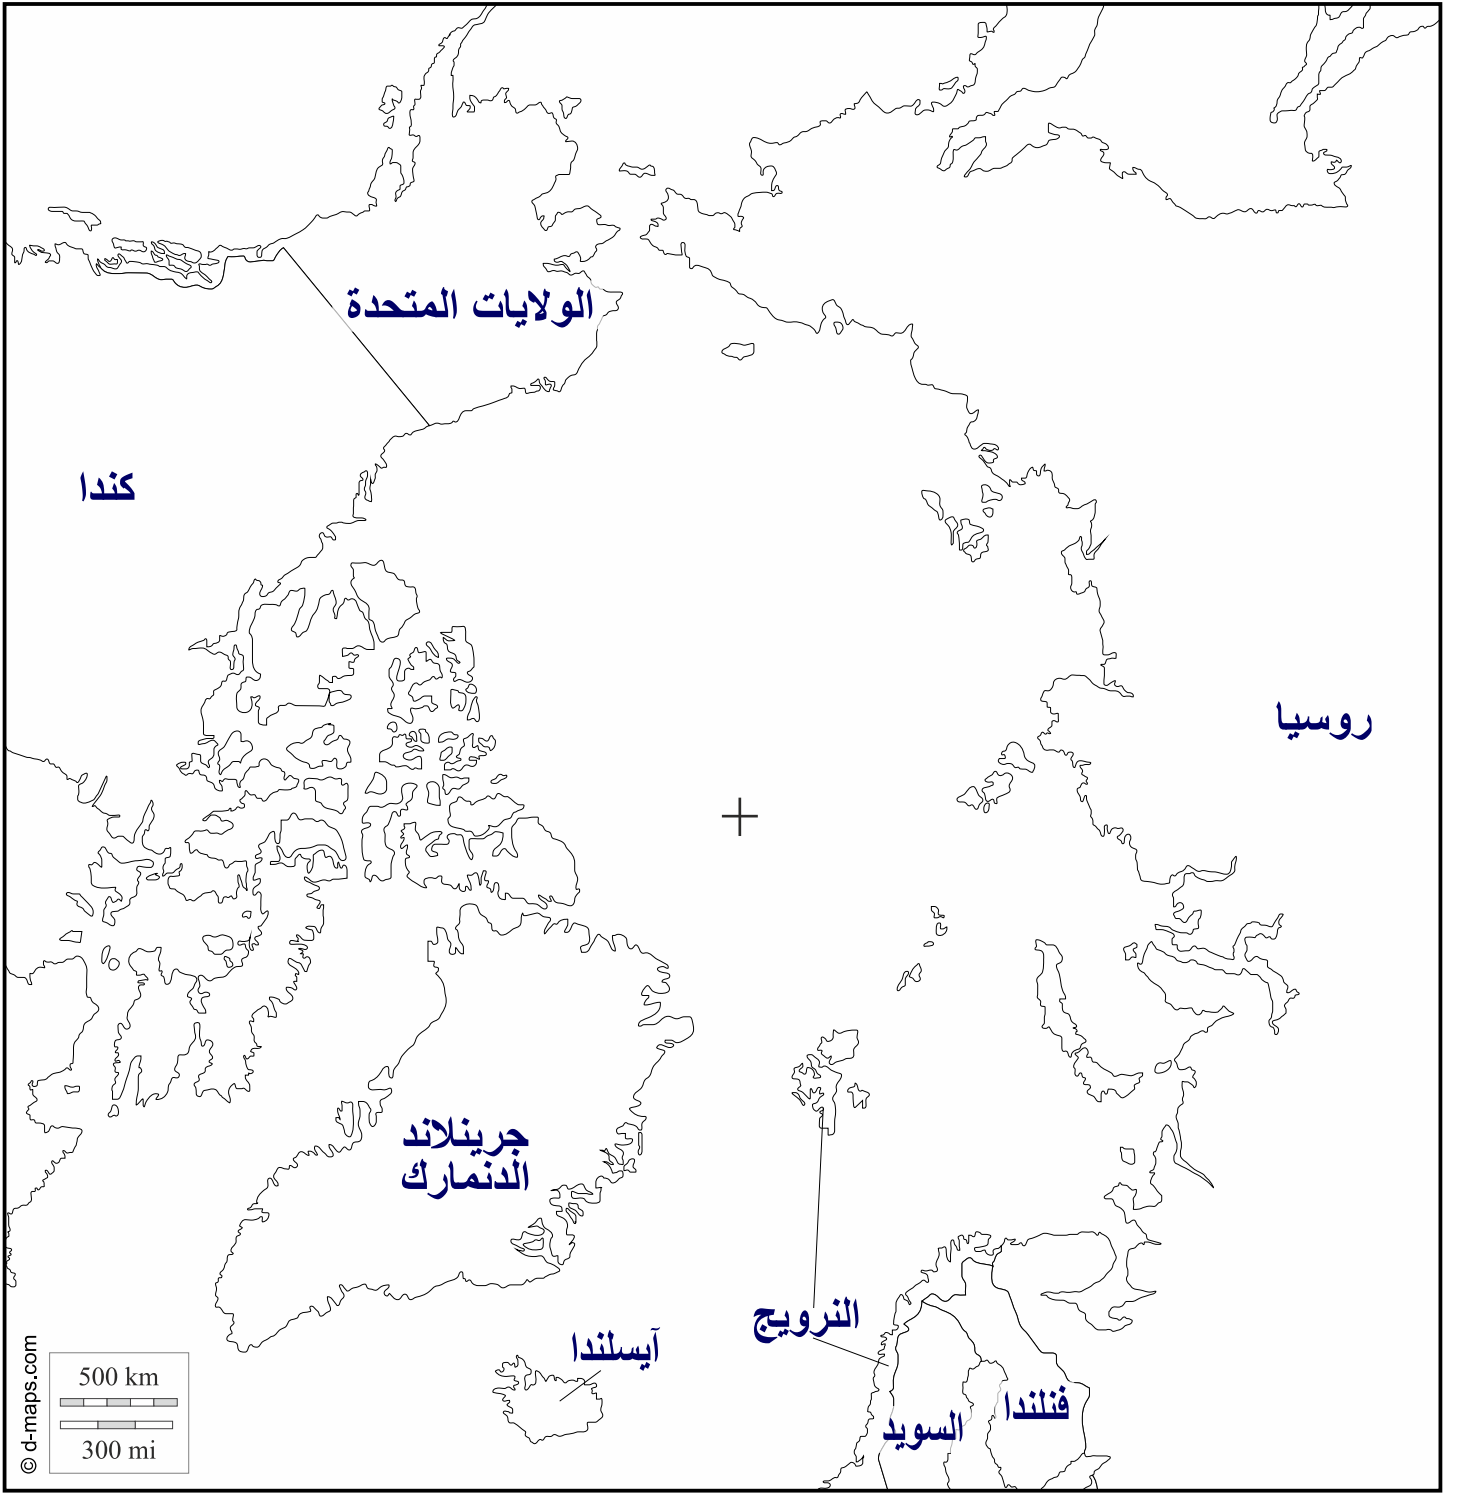 الولايات المتحدة
كندا
روسيا
جرينلاند
الدنمارك
النرويج
آيسلندا
فنلندا
السويد
500 km
300 mi
© d-maps.com